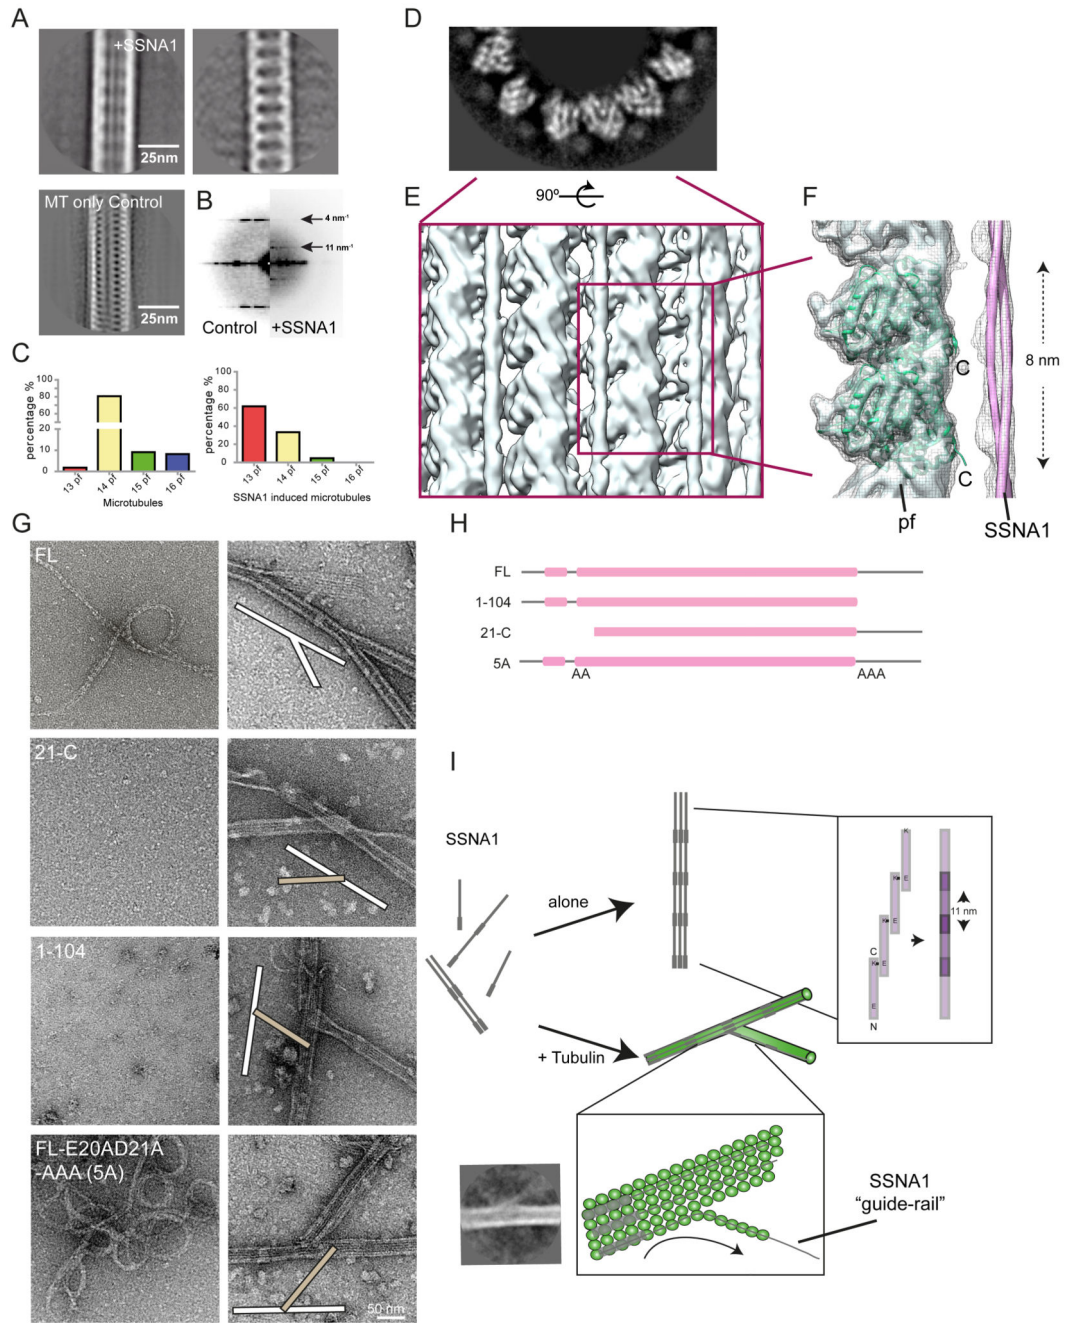 A
+SSNA1
25nm
MT only Control
25nm
B
4 nm-1
11 nm-1
Control
+SSNA1
C
percentage %
100
80
60
40
20
10
0
13 pf
14 pf
15 pf
16 pf
Microtubules
percentage %
100
80
60
40
20
0
13 pf
14 pf
15 pf
16 pf
SSNA1 induced microtubules
D
90º
E
F
C
C
8 nm
pf
SSNA1
G
FL
21-C
1-104
FL-E20AD21A
-AAA (5A)
50 nm
H
FL
1-104
21-C
5A
AA
AAA
I
SSNA1
alone
+ Tubulin
K
E
K
E
K
E
C
K
E
N
11 nm
SSNA1
“guide-rail”